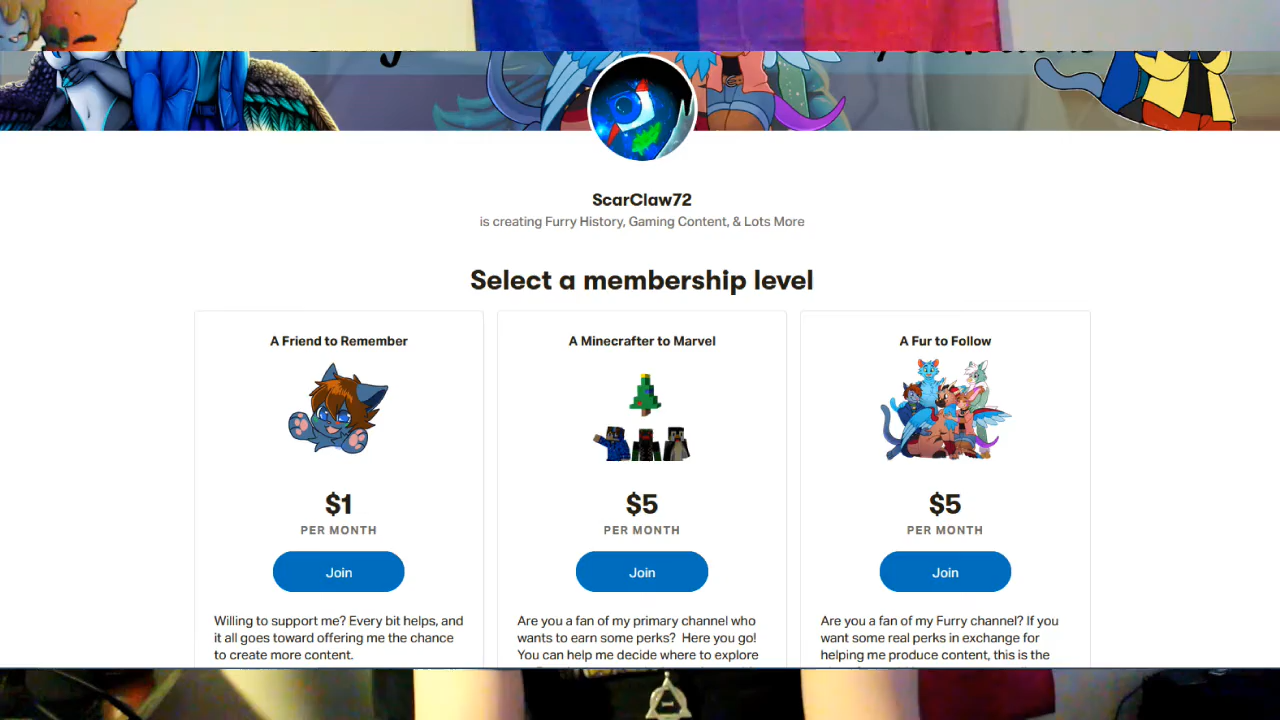 ScarClaw72
is creating Furry History, Gaming Content, & Lots More
Select a membership level
A Friend to Remember
$1
PER MONTH
Join
Willing to support me? Every bit helps, and
it all goes toward offering me the chance
to create more content.
A Minecrafter to Marvel
$5
PER MONTH
Join
Are you a fan of my primary channel who
wants to earn some perks?  Here you go!
You can help me decide where to explore
A Fur to Follow
$5
PER MONTH
Join
Are you a fan of my Furry channel? If you
want some real perks in exchange for
helping me produce content, this is the